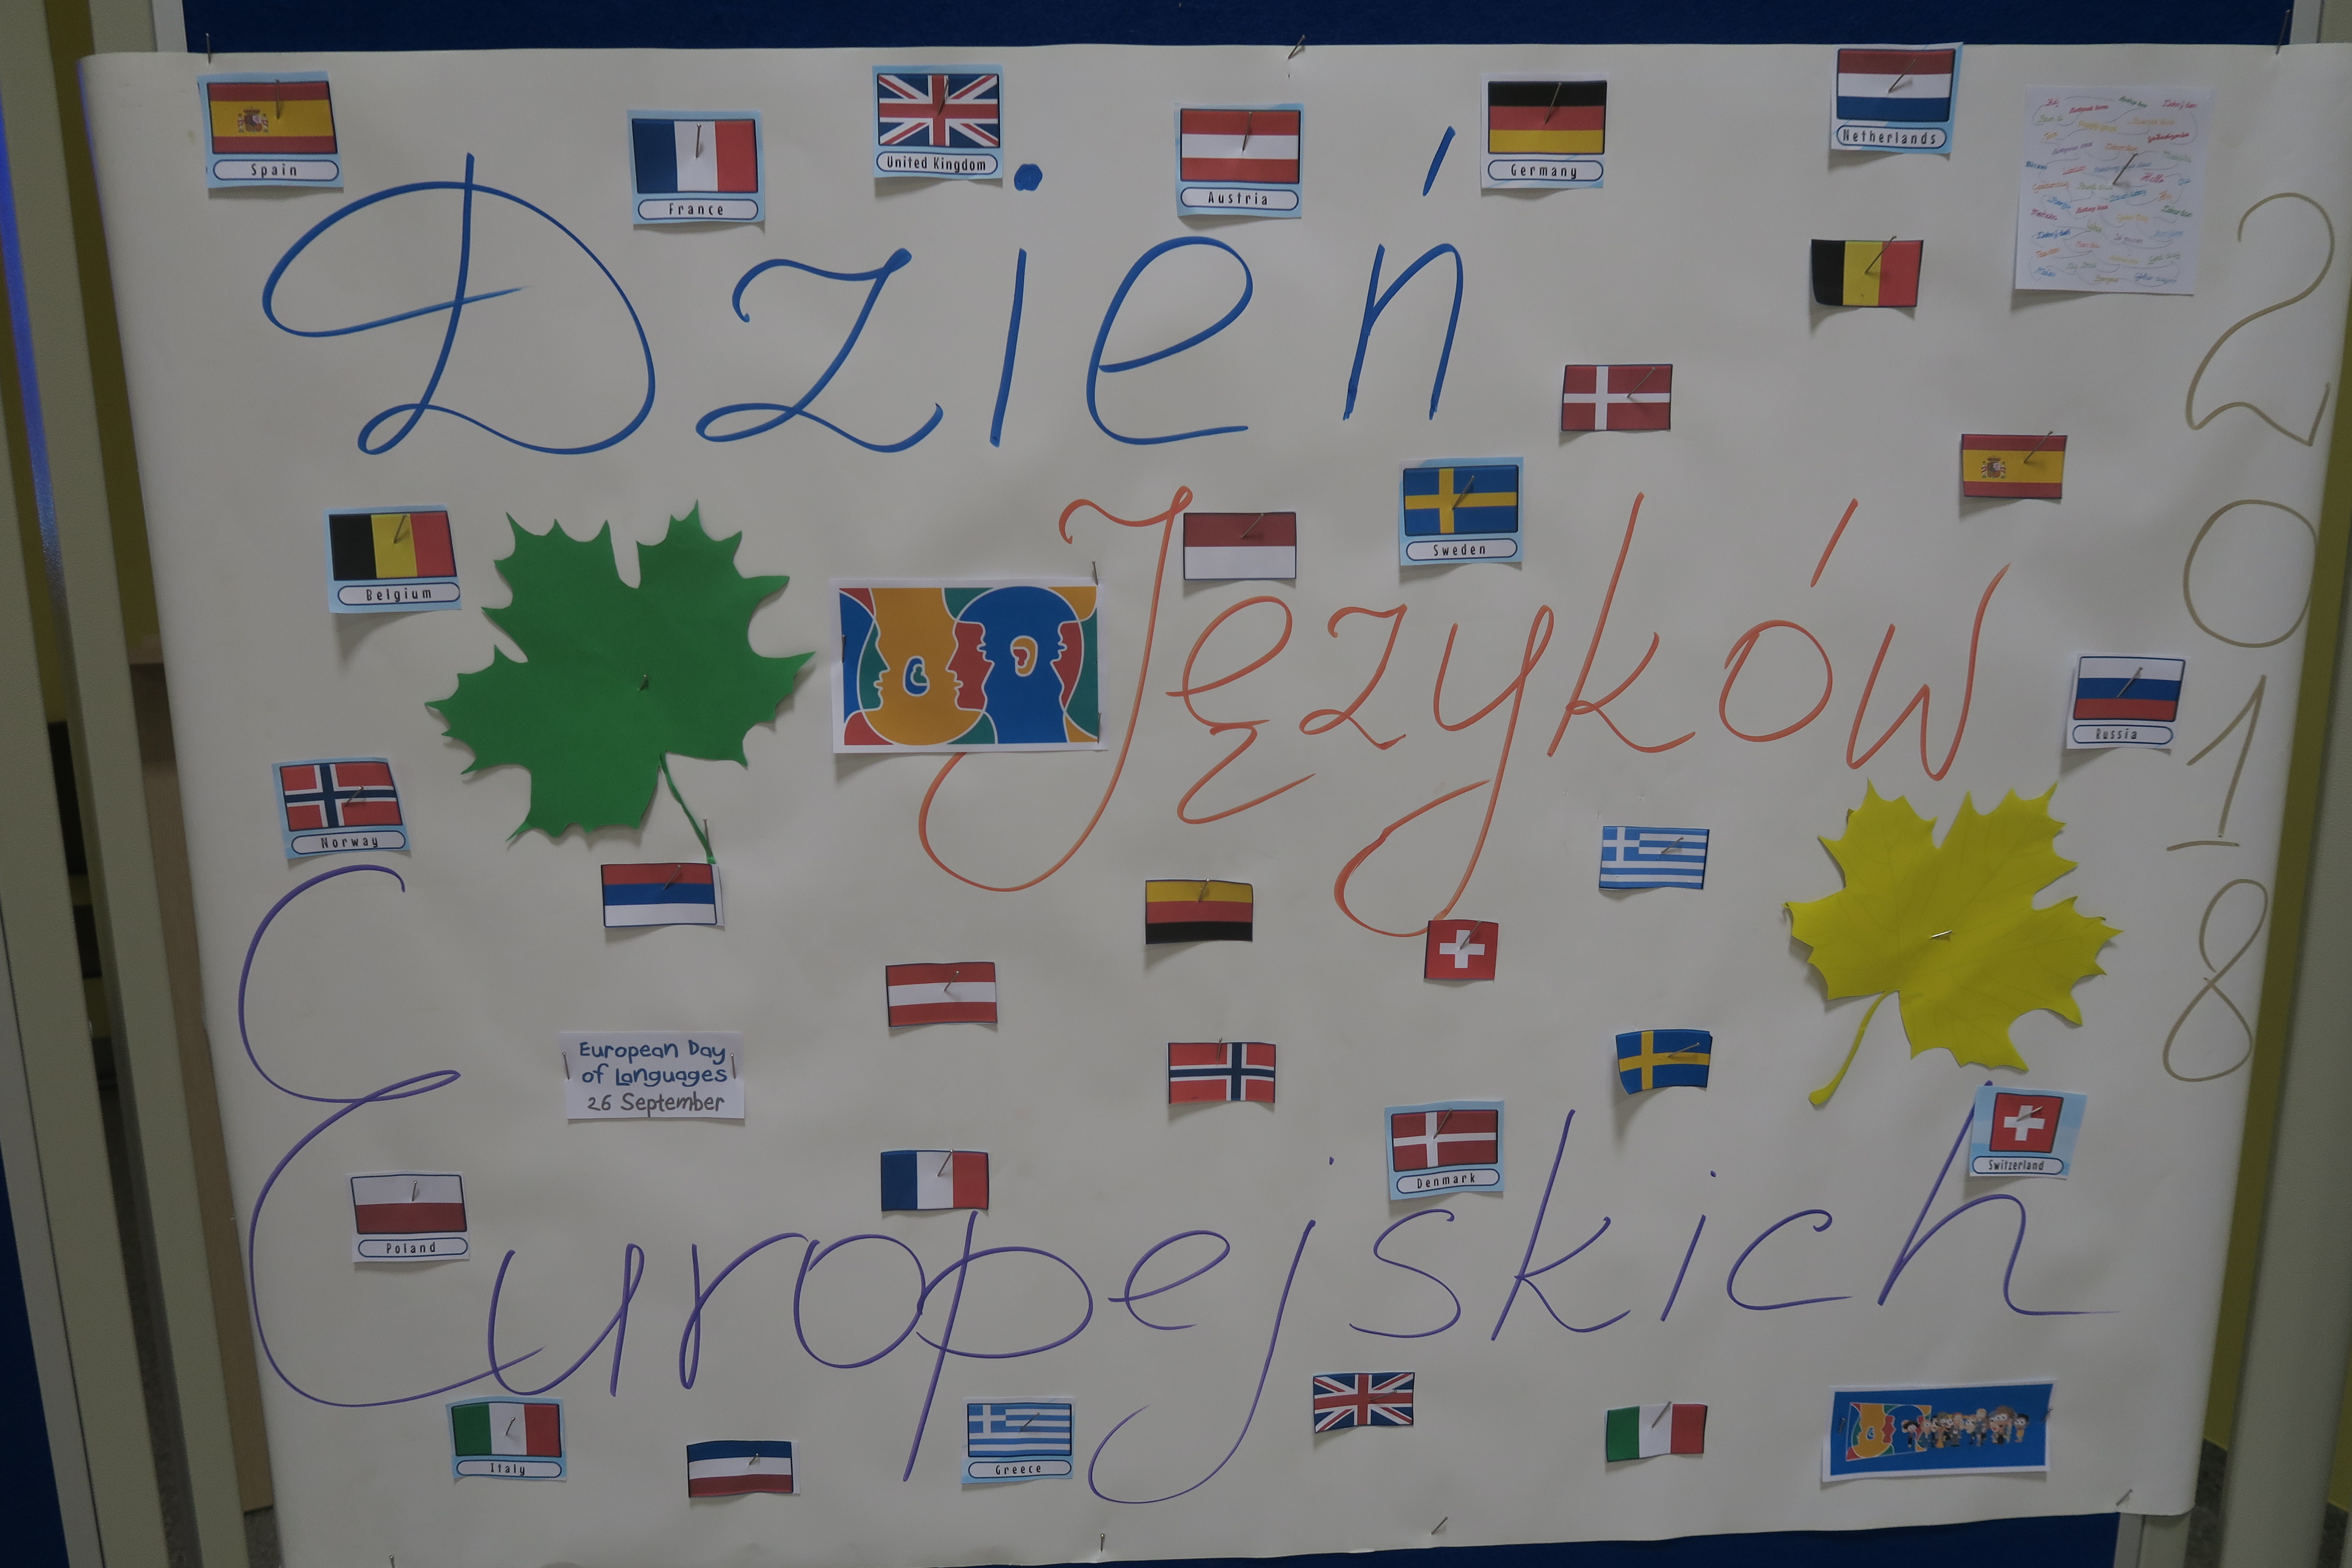 Spain
France
United Kingdom
Austria
Germany
Netherlands
Dzień
Belgium
Sweden
Języków
Russia
Norway
2018
European Day
of Languages
26 September
Poland
Denmark
Switzerland
Europejskich
Italy
Greece